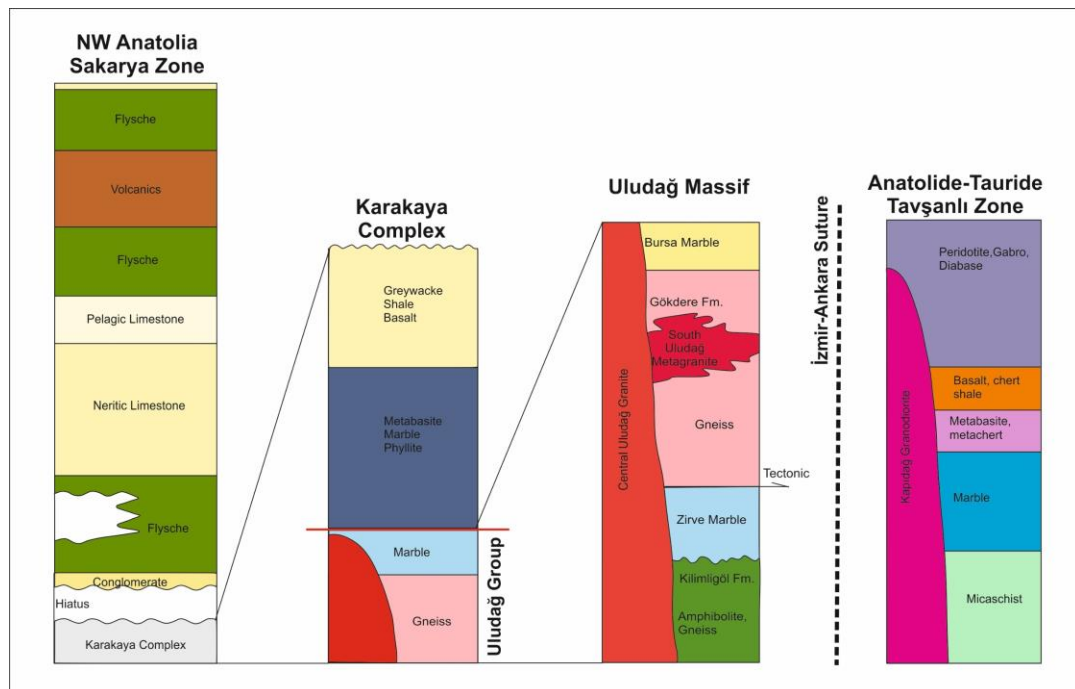 NW Anatolia
Sakarya Zone
Flysche
Volcanics
Flysche
Pelagic Limestone
Neritic Limestone
Flysche
Conglomerate
Hiatus
Karakaya Complex
Karakaya
Complex
Greywacke
Shale
Basalt
Metabasite
Marble
Phyllite
Marble
Gneiss
Uludağ Group
Uludağ Massif
Bursa Marble
Gökdere Fm.
South
Uludağ
Metagranite
Gneiss
Central Uludağ Granite
Tectonic
Zirve Marble
Kilimligöl Fm.
Amphibolite,
Gneiss
İzmir-Ankara Suture
Anatolide-Tauride
Tavşanlı Zone
Peridotite,Gabro,
Diabase
Basalt, chert
shale
Metabasite,
metachert
Kapıdağ Granodiorite
Marble
Micaschist